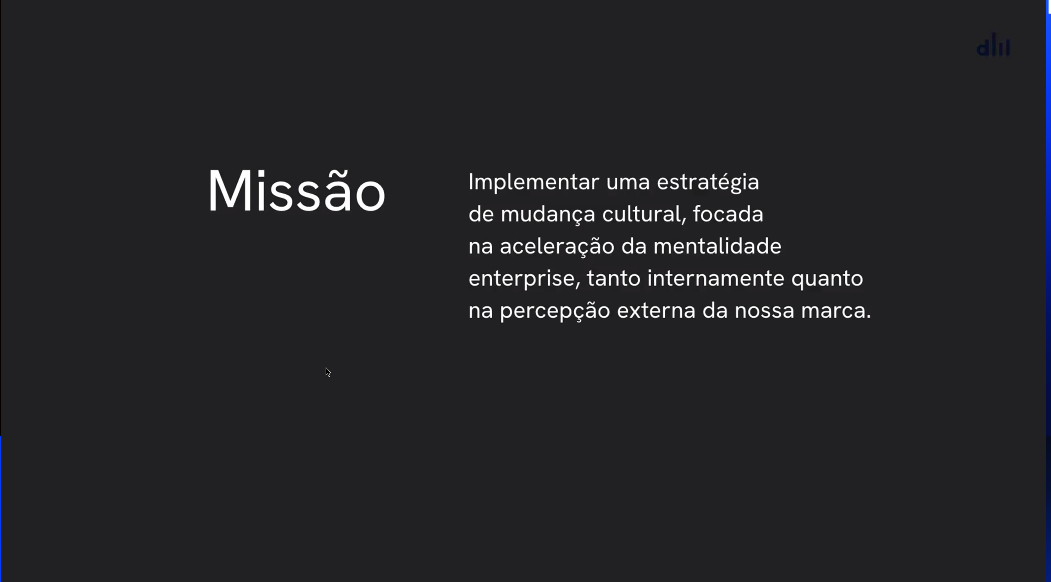 Missão
Implementar uma estratégia
de mudança cultural, focada
na aceleração da mentalidade
enterprise, tanto internamente quanto
na percepção externa da nossa marca.